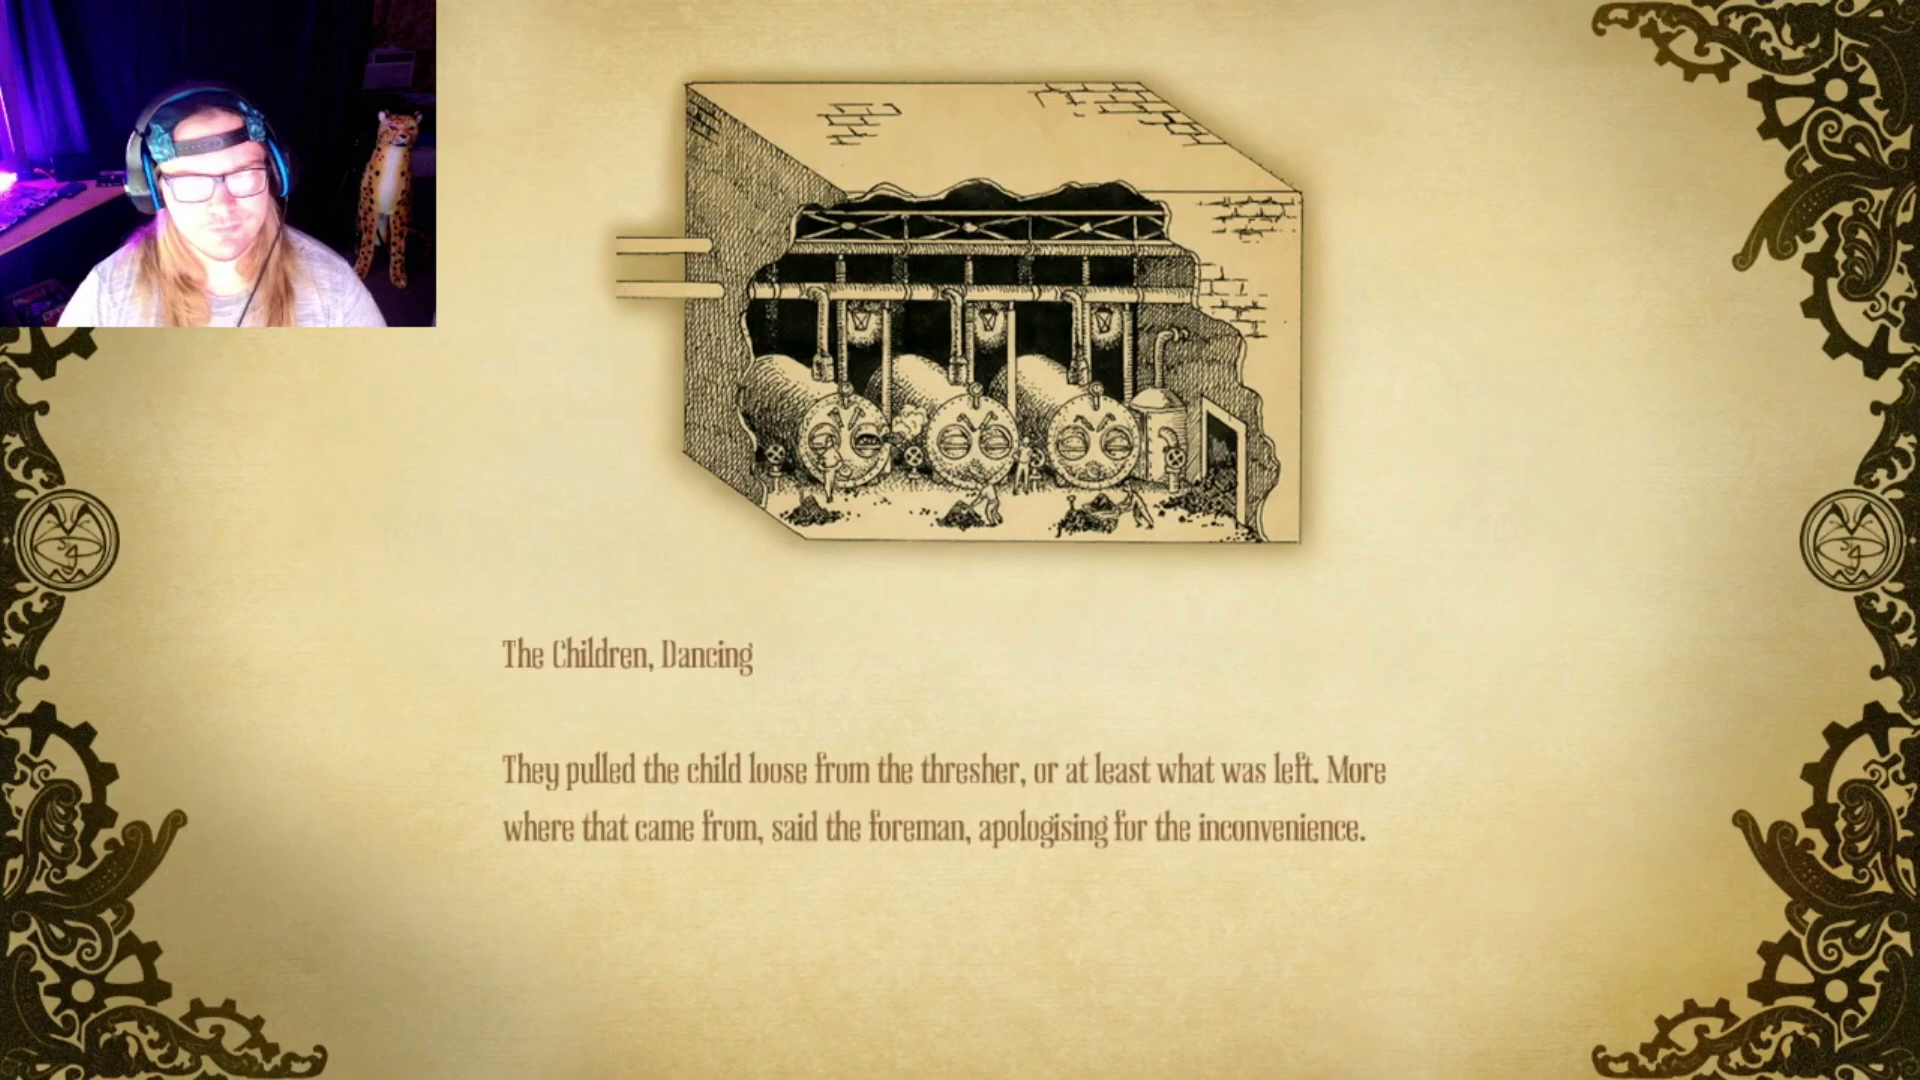 The Children, Dancing
They pulled the child loose from the thresher, or at least what was left. More
where that came from, said the foreman, apologising for the inconvenience.